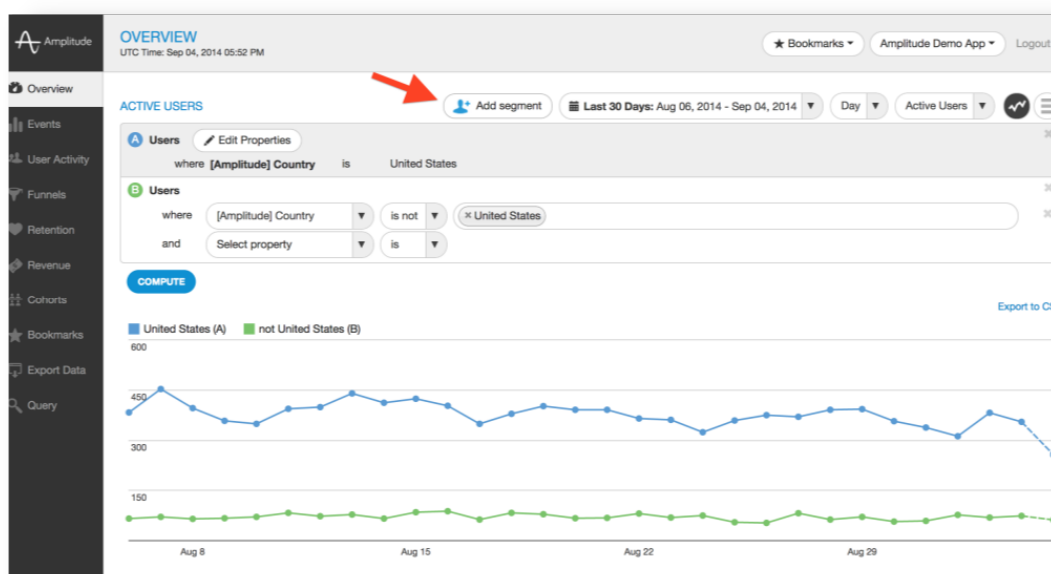 Amplitude
OVERVIEW
UTC Time: Sep 04, 2014 05:52 PM
Bookmarks
Amplitude Demo App
Logout
Overview
Events
User Activity
Funnels
Retention
Revenue
Cohorts
Bookmarks
Export Data
Query
ACTIVE USERS
Add segment
Last 30 Days: Aug 06, 2014 - Sep 04, 2014
Day
Active Users
A Users
Edit Properties
where [Amplitude] Country is United States
B Users
where [Amplitude] Country is not × United States
and Select property is
COMPUTE
Export to C
United States (A) not United States (B)
600
450
300
150
Aug 8 Aug 15 Aug 22 Aug 29